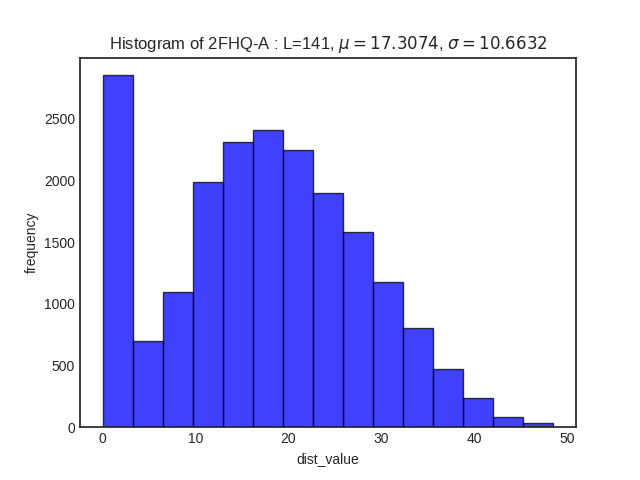 Histogram of 2FHQ-A : L=141, μ = 17.3074, σ = 10.6632
frequency
2500
2000
1500
1000
500
0
0 10 20 30 40 50
dist_value